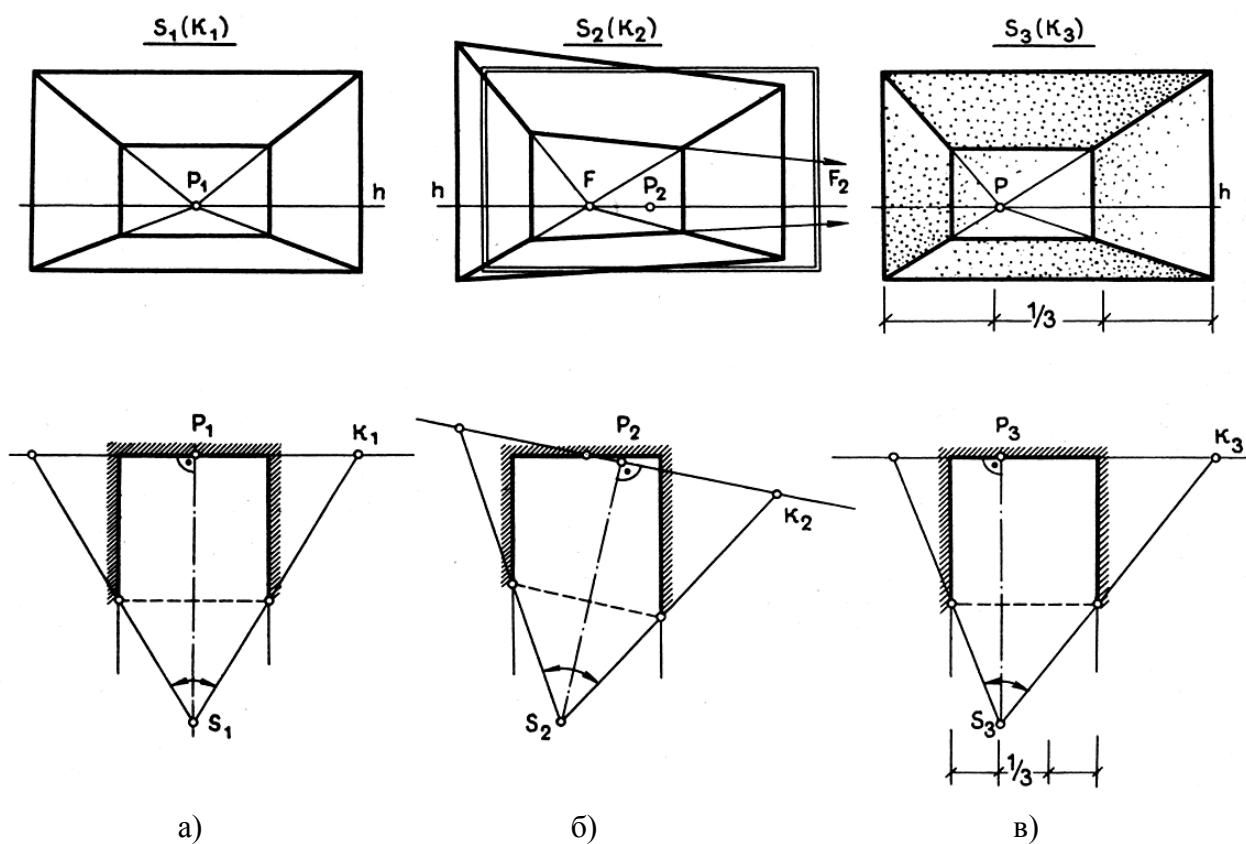 S₁(K₁) S₂(K₂) S₃(K₃)
P₁ h
h F P₂ F₂
P h
1/3
P₁ K₁
P₂ K₂
P₃ K₃
S₁ S₂ S₃
1/3
а) б) в)